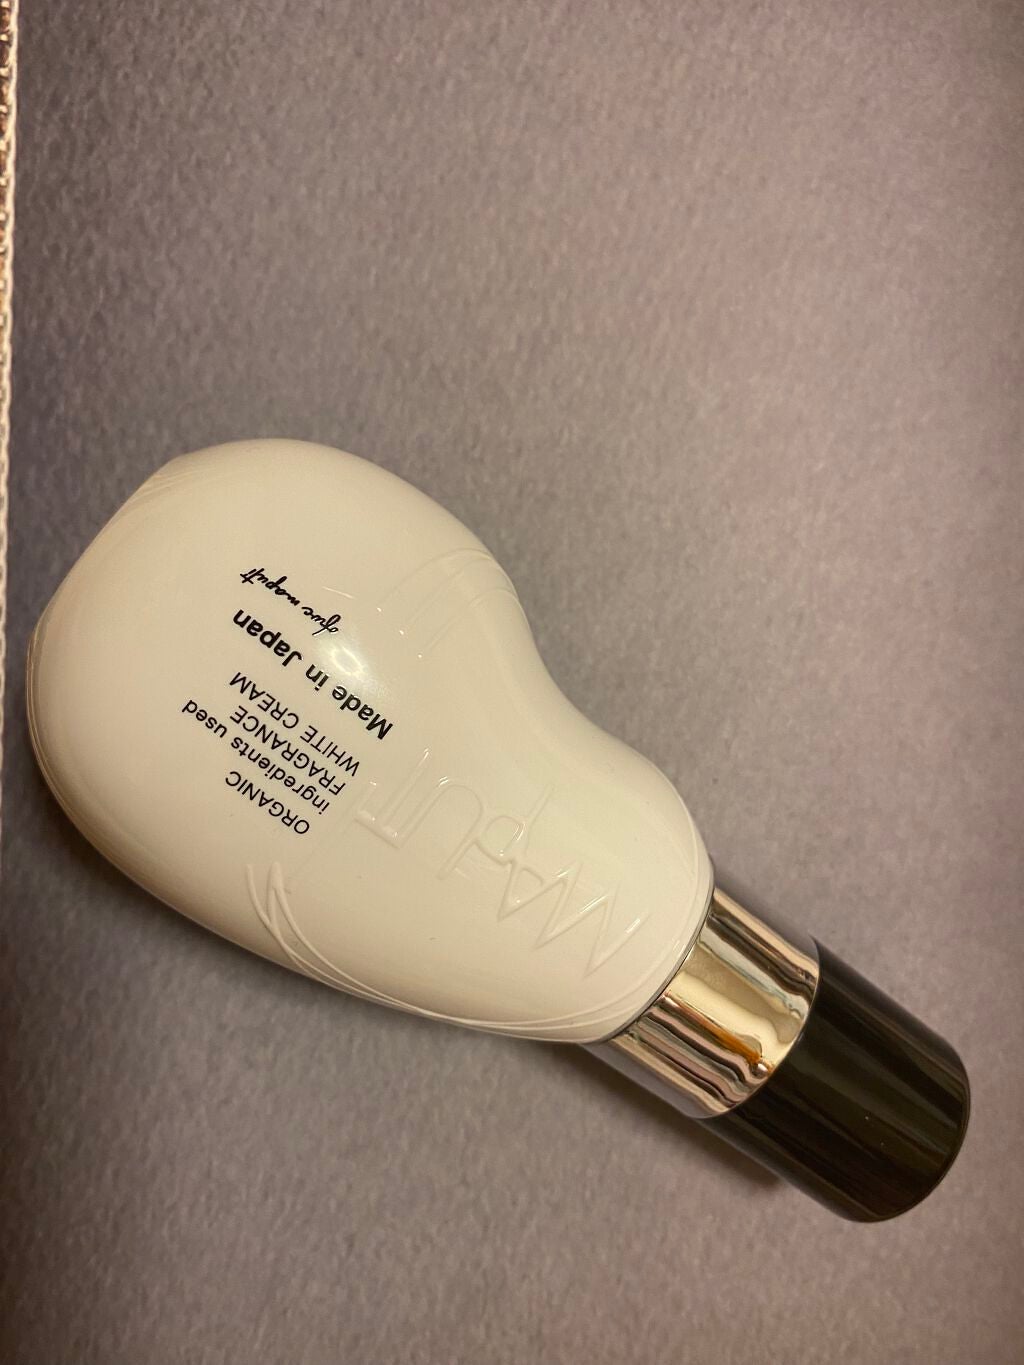 MAPUTI
ORGANIC
ingredients used
FRAGRANCE
WHITE CREAM
Made in Japan